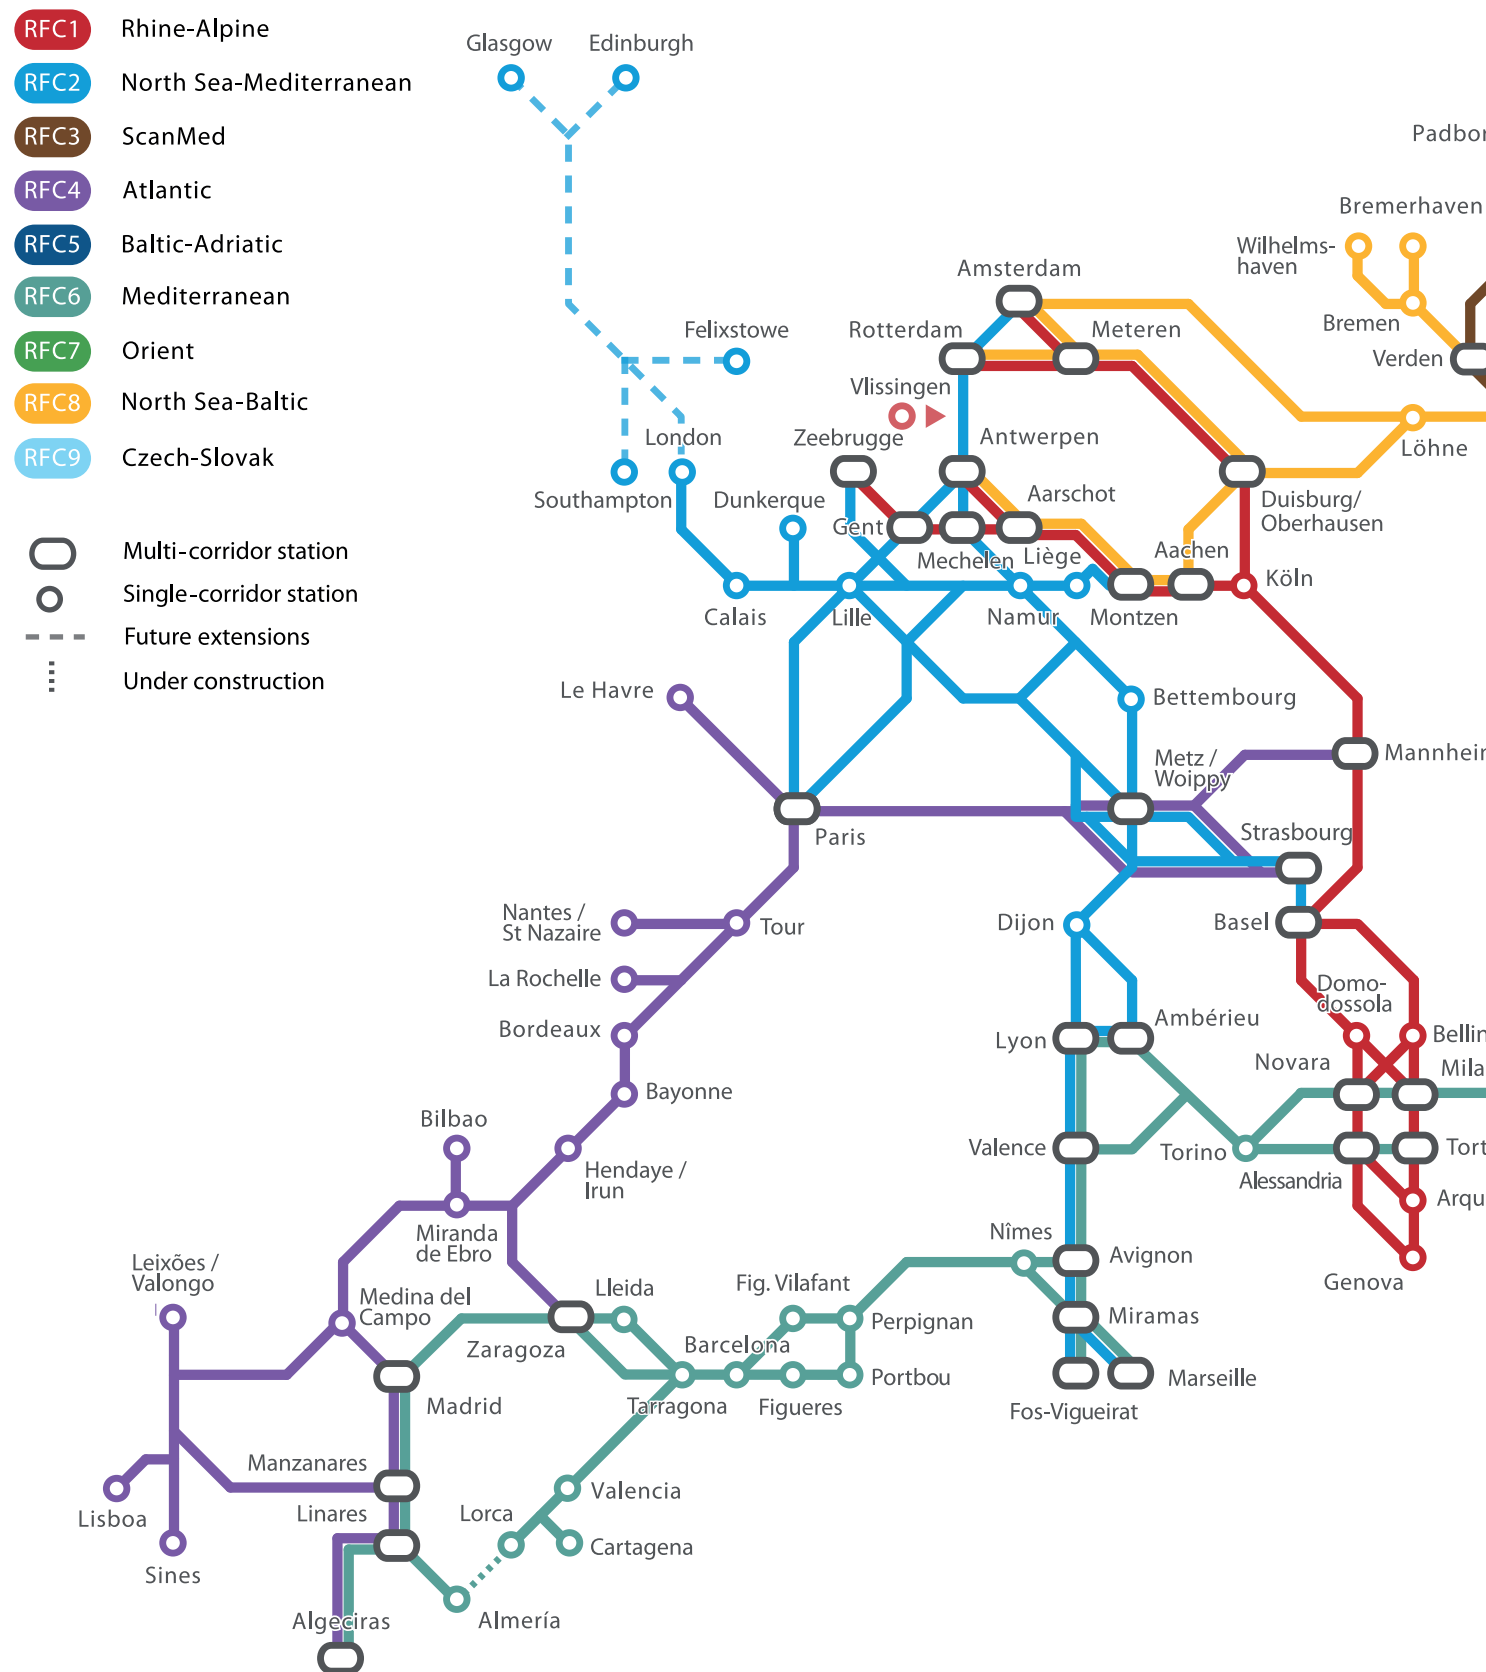 RFC1 Rhine-Alpine
RFC2 North Sea-Mediterranean
RFC3 ScanMed
RFC4 Atlantic
RFC5 Baltic-Adriatic
RFC6 Mediterranean
RFC7 Orient
RFC8 North Sea-Baltic
RFC9 Czech-Slovak
Multi-corridor station
Single-corridor station
Future extensions
Under construction
Glasgow
Edinburgh
Padbor
Bremerhaven
Wilhelms-
haven
Amsterdam
Bremen
Felixstowe
Rotterdam
Meteren
Verden
Vlissingen
London
Zeebrugge
Antwerpen
Löhne
Southampton
Dunkerque
Aarschot
Duisburg/
Oberhausen
Gent
Mechelen
Liège
Aachen
Köln
Calais
Lille
Namur
Montzen
Le Havre
Bettembourg
Metz /
Woippy
Mannheim
Paris
Strasbourg
Nantes /
St Nazaire
Tour
Dijon
Basel
La Rochelle
Domo-
dossola
Bordeaux
Lyon
Ambérieu
Bellin
Novara
Mila
Bayonne
Bilbao
Hendaye /
Irun
Valence
Torino
Tort
Alessandria
Arqu
Miranda
de Ebro
Nîmes
Avignon
Genova
Leixões /
Valongo
Medina del
Campo
Lleida
Fig. Vilafant
Perpignan
Miramas
Zaragoza
Barcelona
Madrid
Tarragona
Figueres
Portbou
Marseille
Fos-Vigueirat
Manzanares
Valencia
Lisboa
Linares
Lorca
Cartagena
Sines
Algeciras
Almería